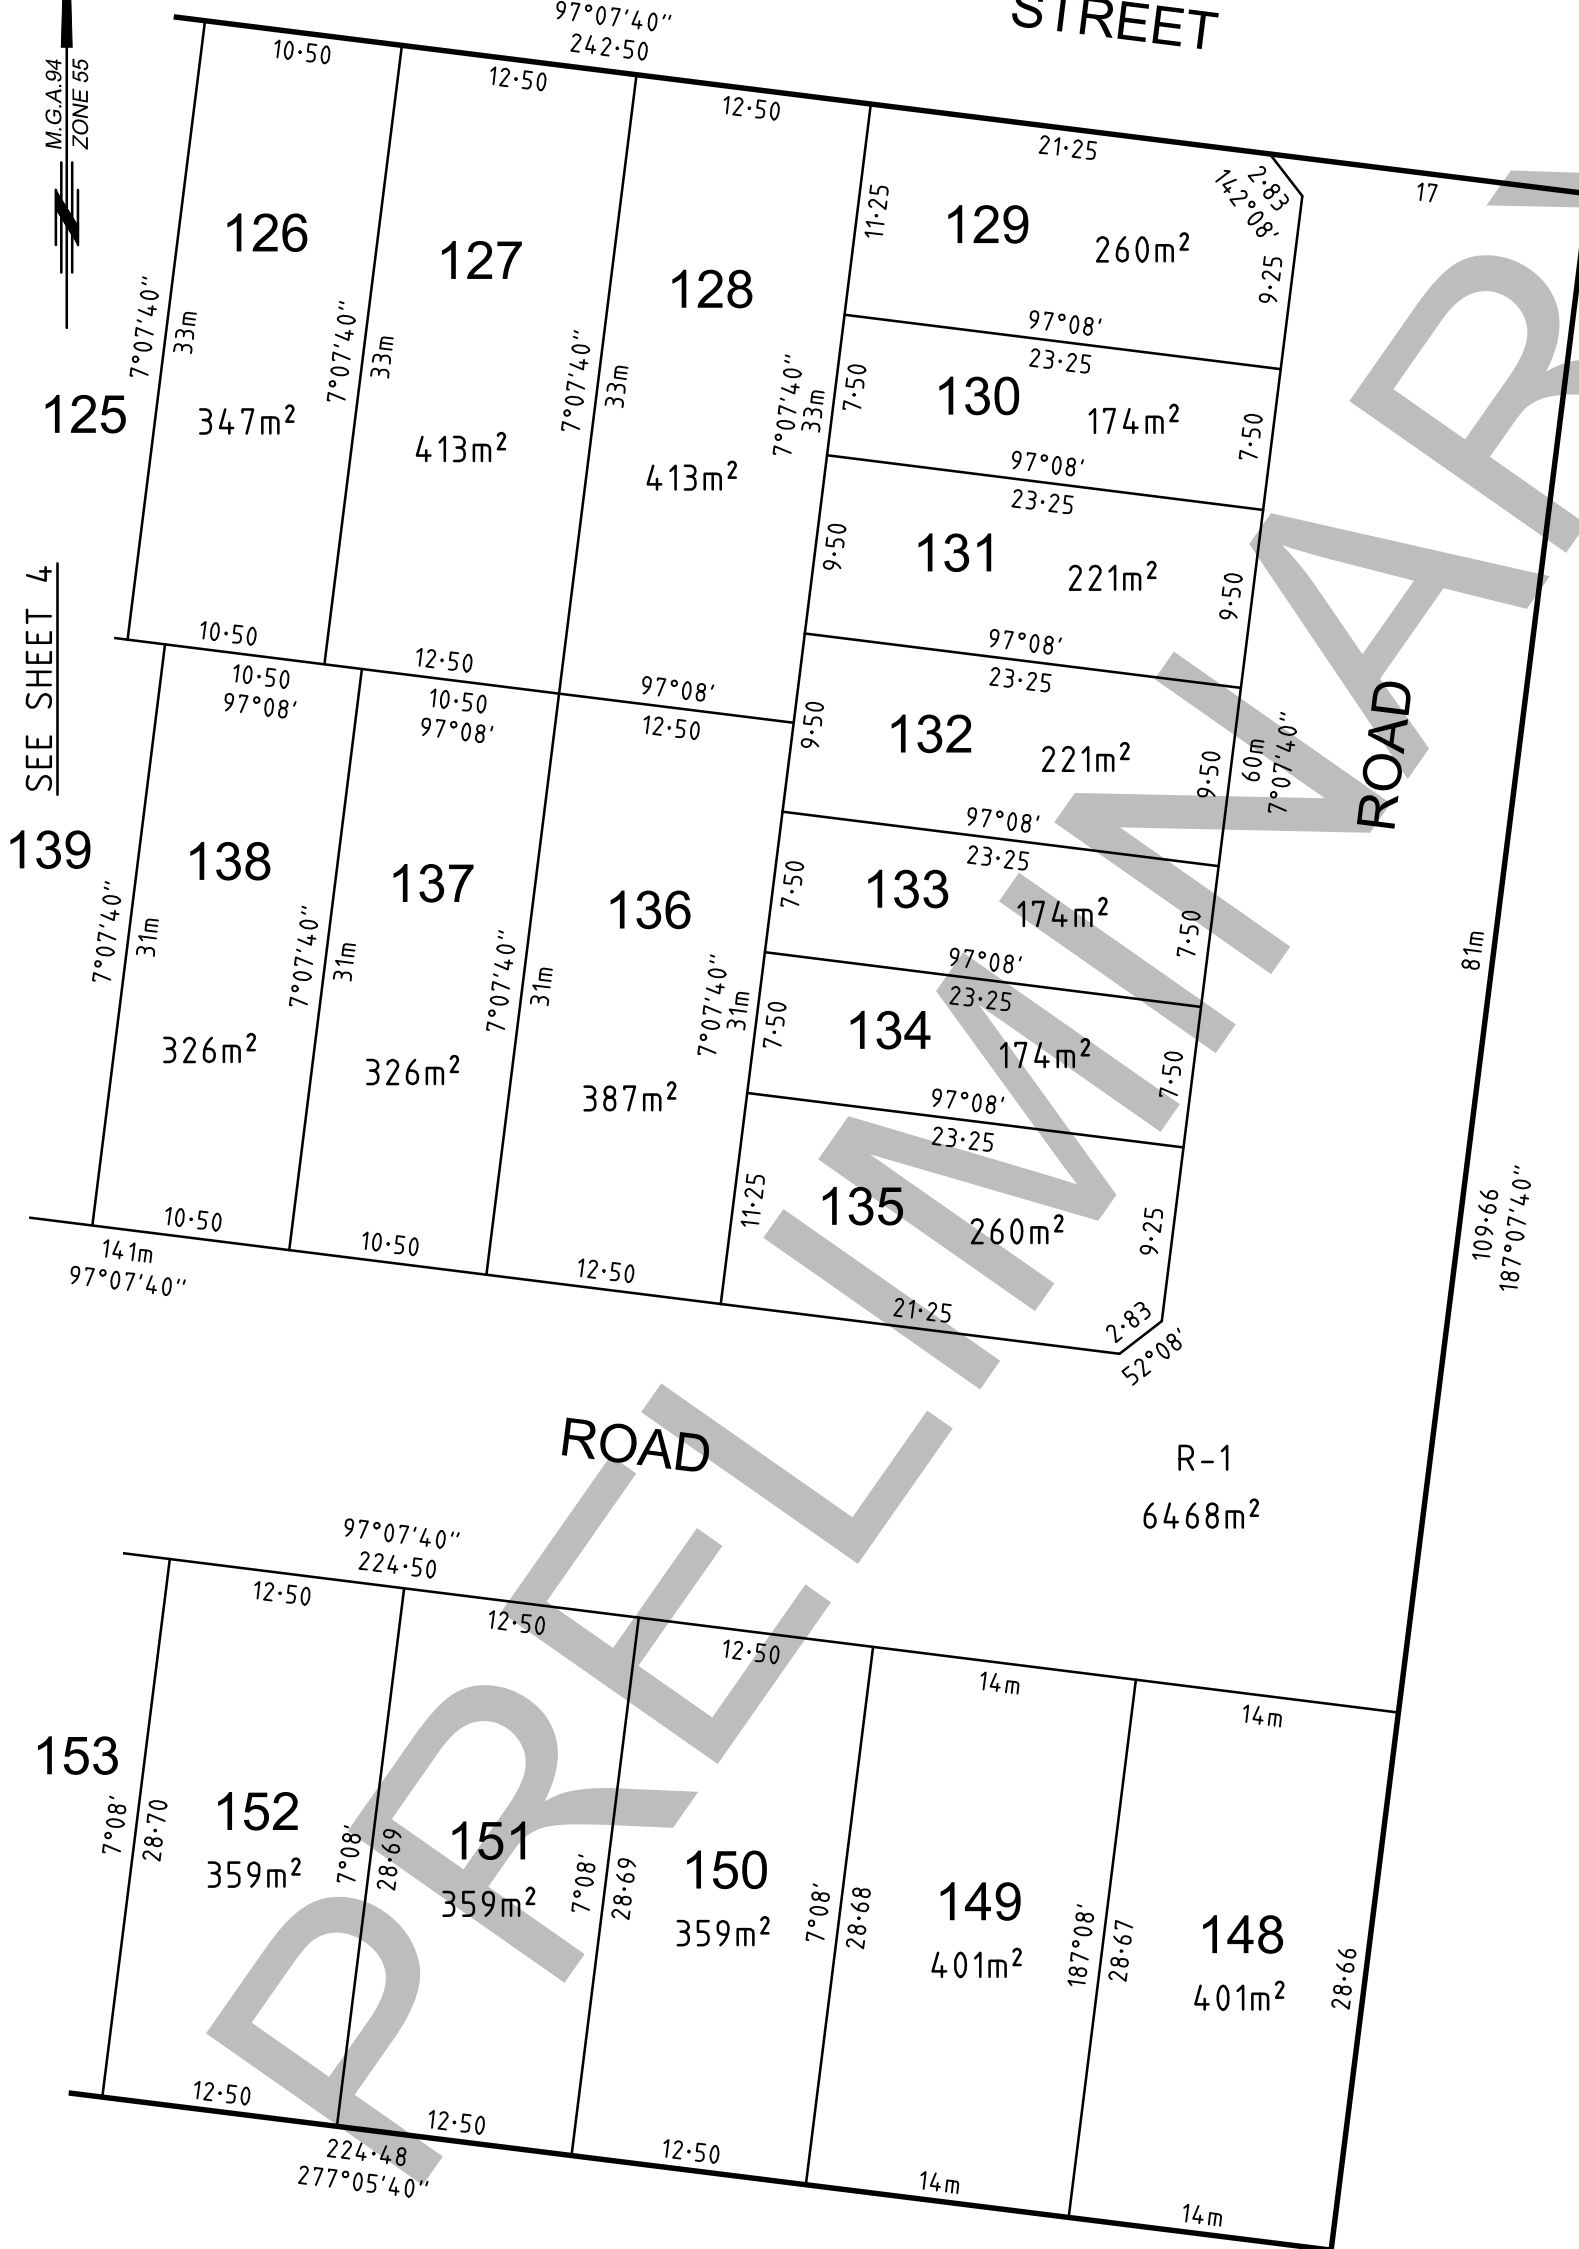 STREET
97°07'40"
242·50
M.G.A.94
ZONE 55
10·50
12·50
12·50
21·25
2·83
142°08'
17
126
127
128
129
260m²
11·25
9·25
7°07'40"
33m
7°07'40"
33m
7°07'40"
33m
7°07'40"
33m
97°08'
23·25
125
347m²
413m²
413m²
7·50
130
174m²
7·50
97°08'
23·25
9·50
131
221m²
9·50
SEE SHEET 4
10·50
12·50
97°08'
97°08'
23·25
10·50
97°08'
10·50
97°08'
12·50
9·50
132
221m²
9·50
60m
7°07'40"
ROAD
97°08'
23·25
139
138
137
136
7·50
133
174m²
7·50
7°07'40"
31m
7°07'40"
31m
7°07'40"
31m
7°07'40"
31m
97°08'
23·25
81m
326m²
326m²
387m²
7·50
134
174m²
7·50
97°08'
23·25
11·25
135
260m²
9·25
109·66
187°07'40"
10·50
10·50
12·50
21·25
2·83
52°08'
141m
97°07'40"
ROAD
R-1
6468m²
97°07'40"
224·50
12·50
12·50
12·50
14m
14m
153
7°08'
28·70
152
359m²
7°08'
28·69
151
359m²
7°08'
28·69
150
359m²
7°08'
28·68
149
401m²
187°08'
28·67
148
401m²
28·66
12·50
12·50
12·50
14m
14m
224·48
277°05'40"
PRELIMINARY